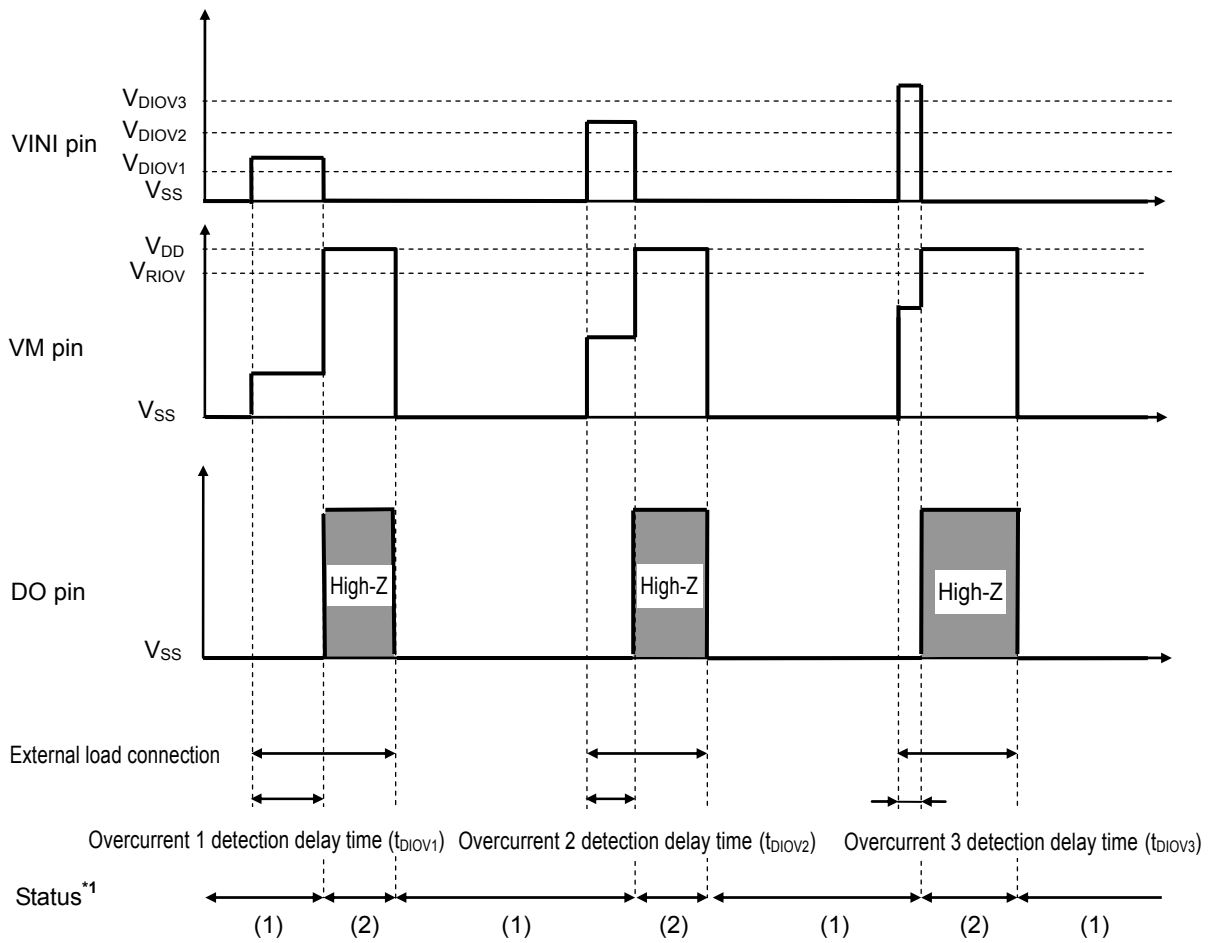 VDIOV3
VDIOV2
VINI pin
VDIOV1
VSS
VDD
VRIOV
VM pin
VSS
High-Z High-Z High-Z
DO pin
VSS
External load connection
Overcurrent 1 detection delay time (tDIOV1) Overcurrent 2 detection delay time (tDIOV2) Overcurrent 3 detection delay time (tDIOV3)
Status*1
(1) (2) (1) (2) (1) (2) (1)